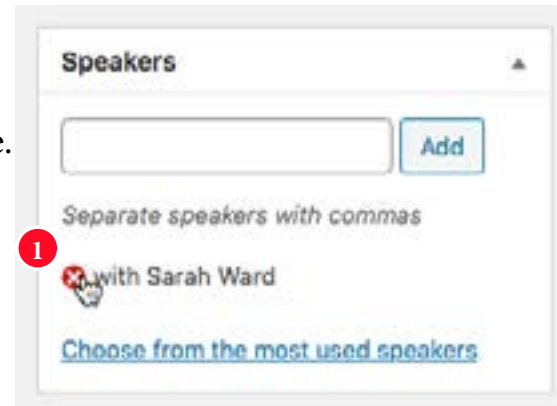 Speakers
e.
Add
Separate speakers with commas
1
with Sarah Ward
Choose from the most used speakers